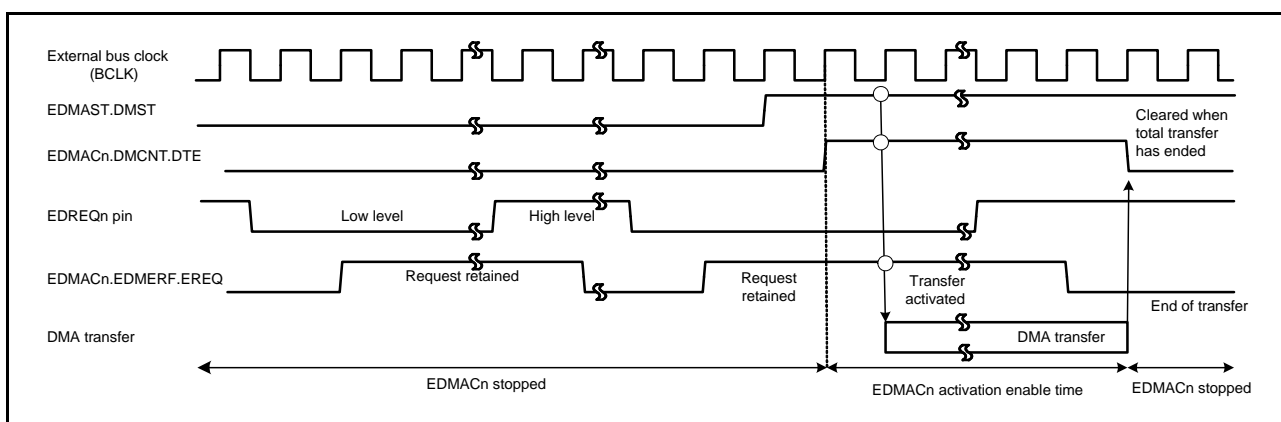 External bus clock
(BCLK)
EDMAST.DMST
Cleared when
total transfer
has ended
EDMACn.DMCNT.DTE
EDREQn pin
Low level
High level
EDMACn.EDMERF.EREQ
Request retained
Request
retained
Transfer
activated
End of transfer
DMA transfer
DMA transfer
EDMACn stopped
EDMACn activation enable time
EDMACn stopped